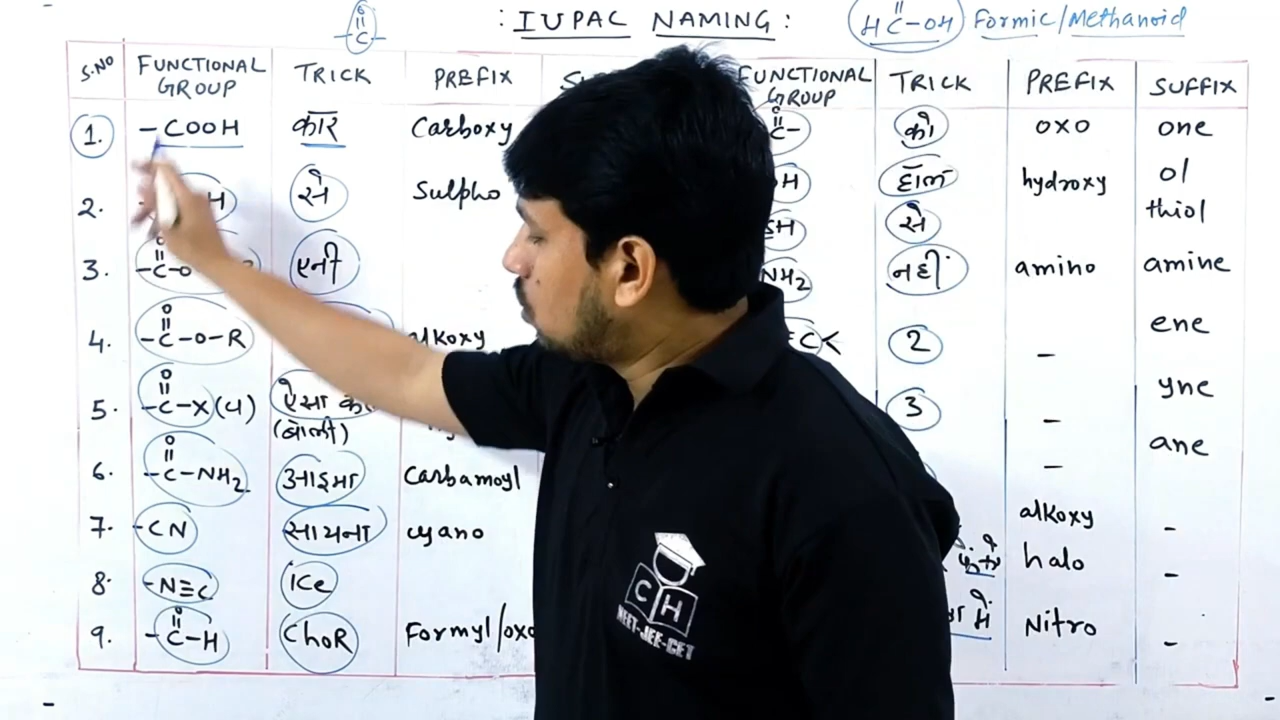 : IUPAC NAMING :
O
‖
-C-
O
‖
HC-OH Formic/Methanoid
S.NO FUNCTIONAL GROUP TRICK PREFIX FUNCTIONAL GROUP TRICK PREFIX SUFFIX
1. -COOH कार Carboxy
2. H से Sulpho
3. -C-O एनी
4. -C-O-R alkoxy
5. -C-X(Y) ऐसा
(बोली)
6. -C-NH₂ आइमा Carbamoyl
7. -CN सायना cyano
8. -N≡C ICe
9. -C-H ChoR Formyl/oxo
C- को oxo one
H हॉल hydroxy ol
SH से thiol
NH₂ नही amino amine
C< 2 - ene
3 - yne
- ane
alkoxy -
halo -
है Nitro -
CH
NEET-JEE-CET